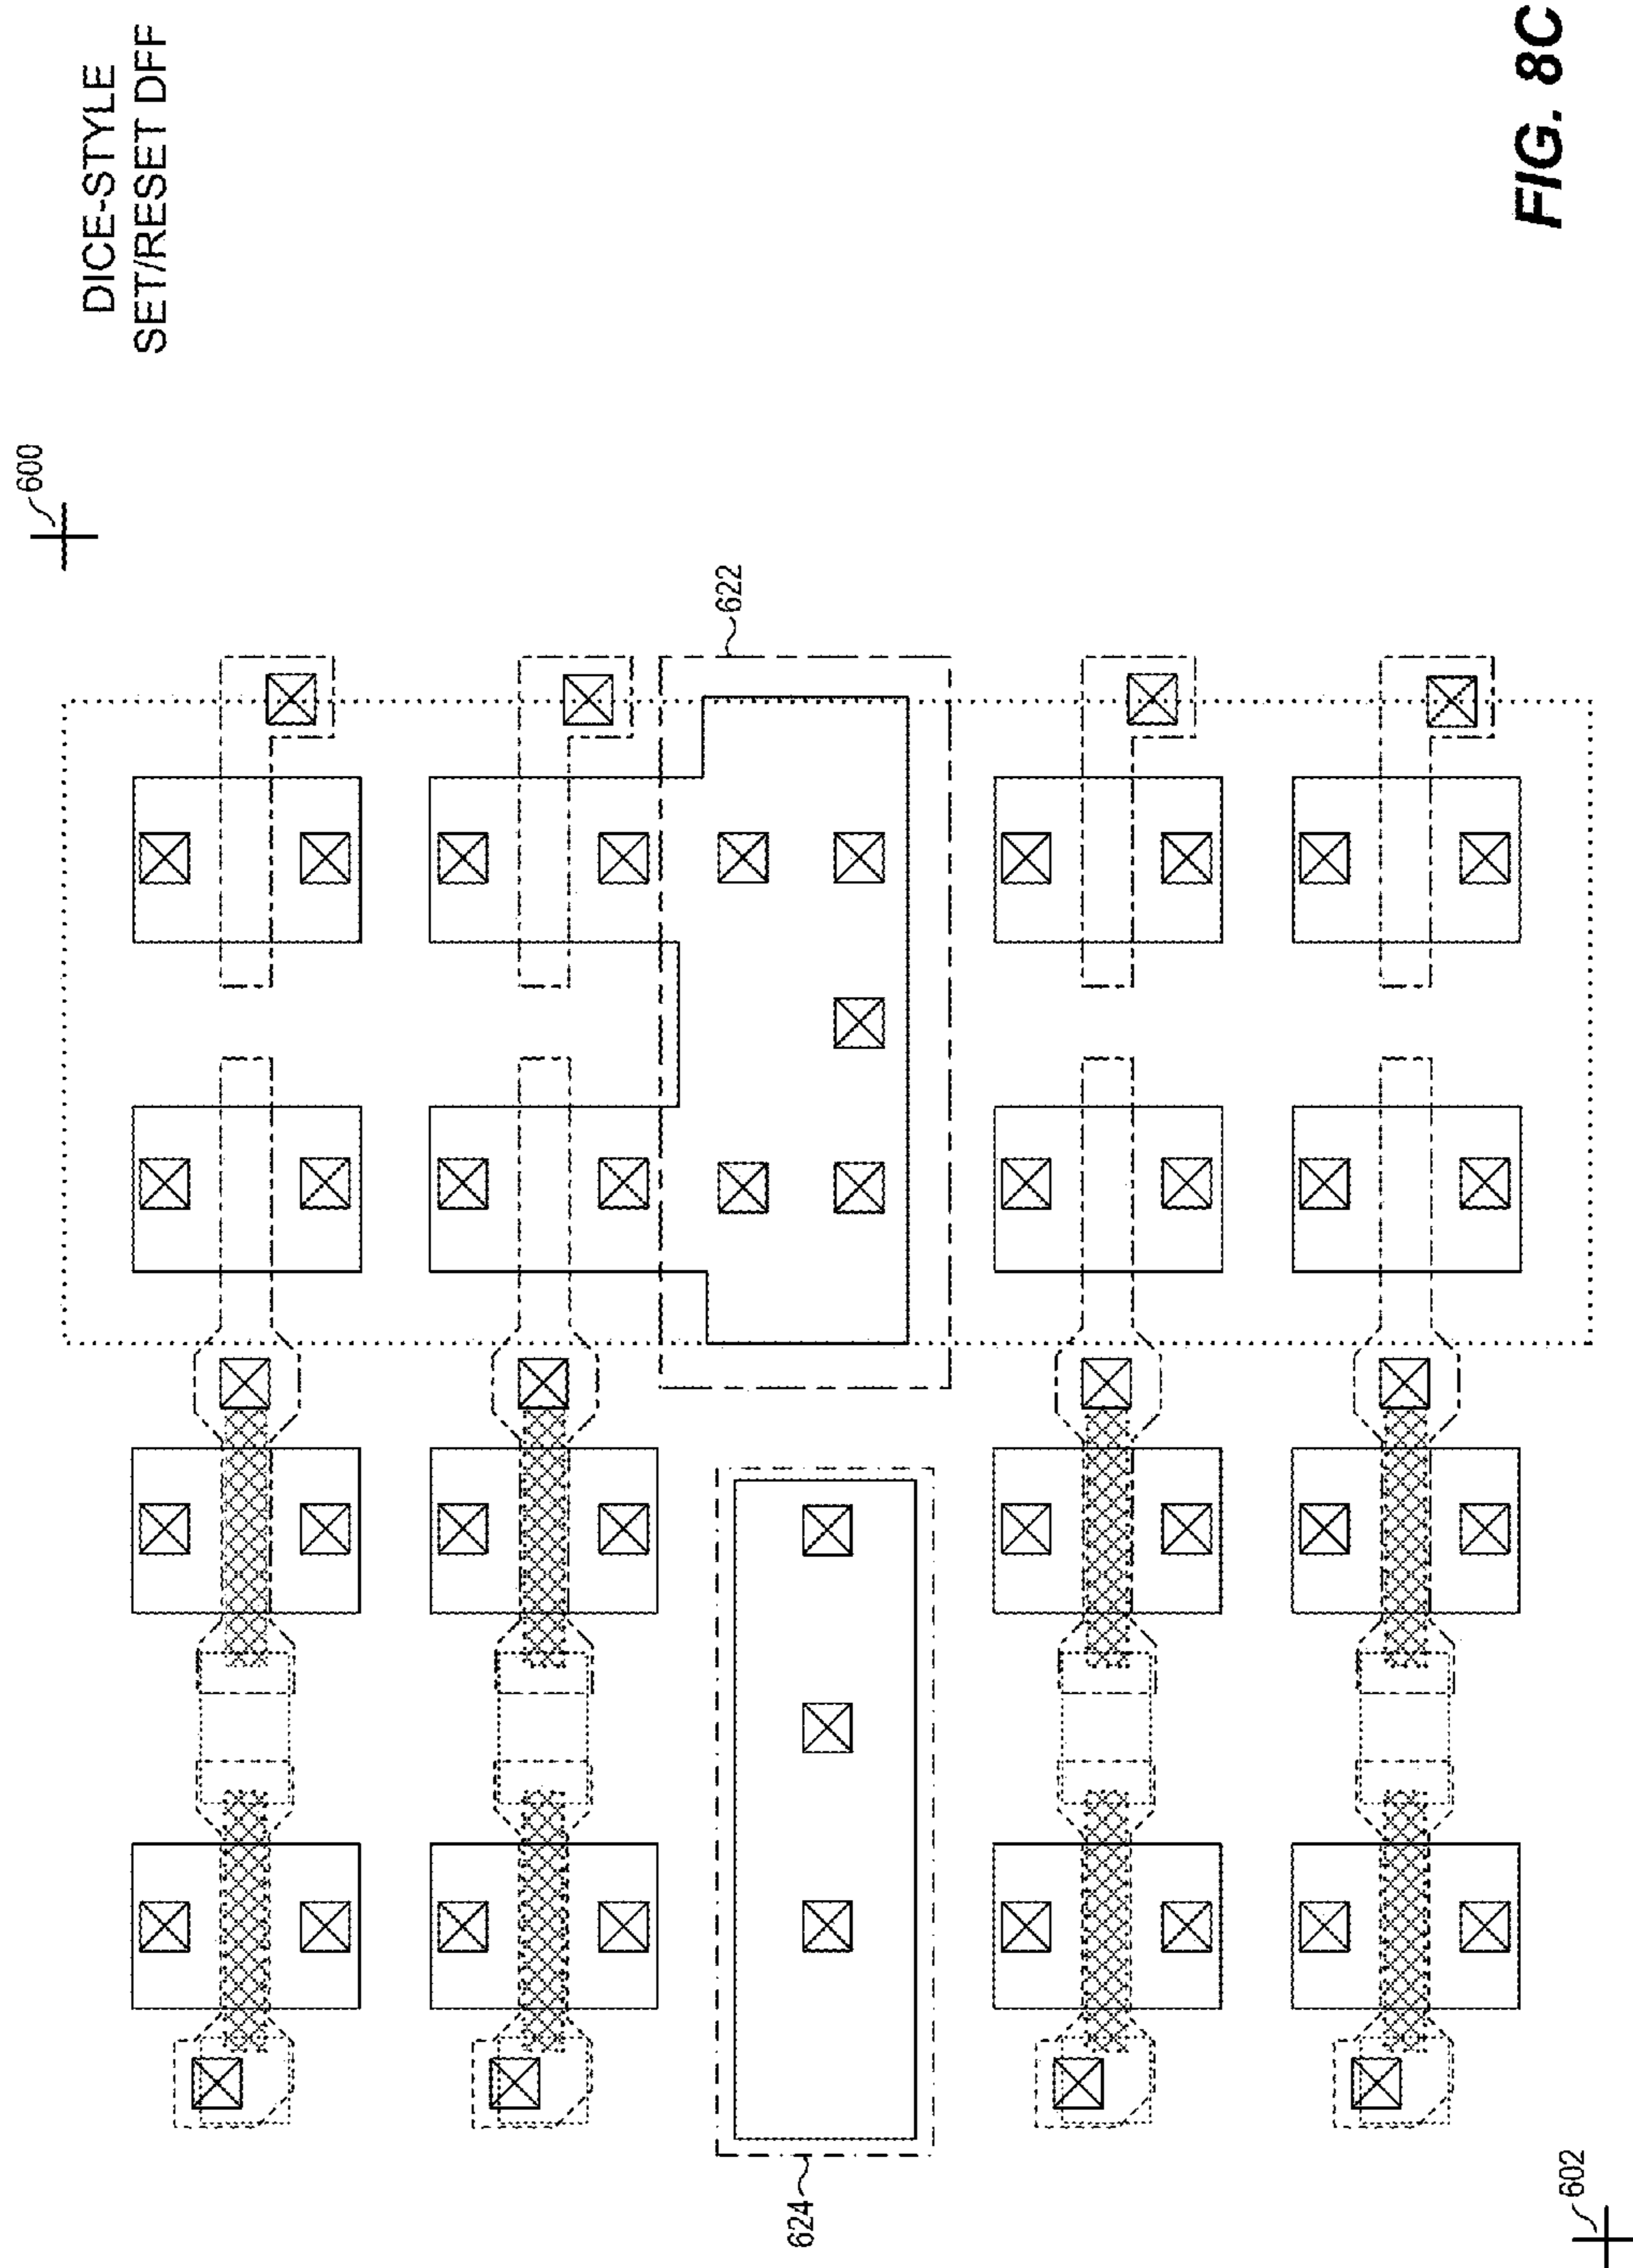 DICE-STYLE
SET/RESET DFF
600
622
624
602
FIG. 8C